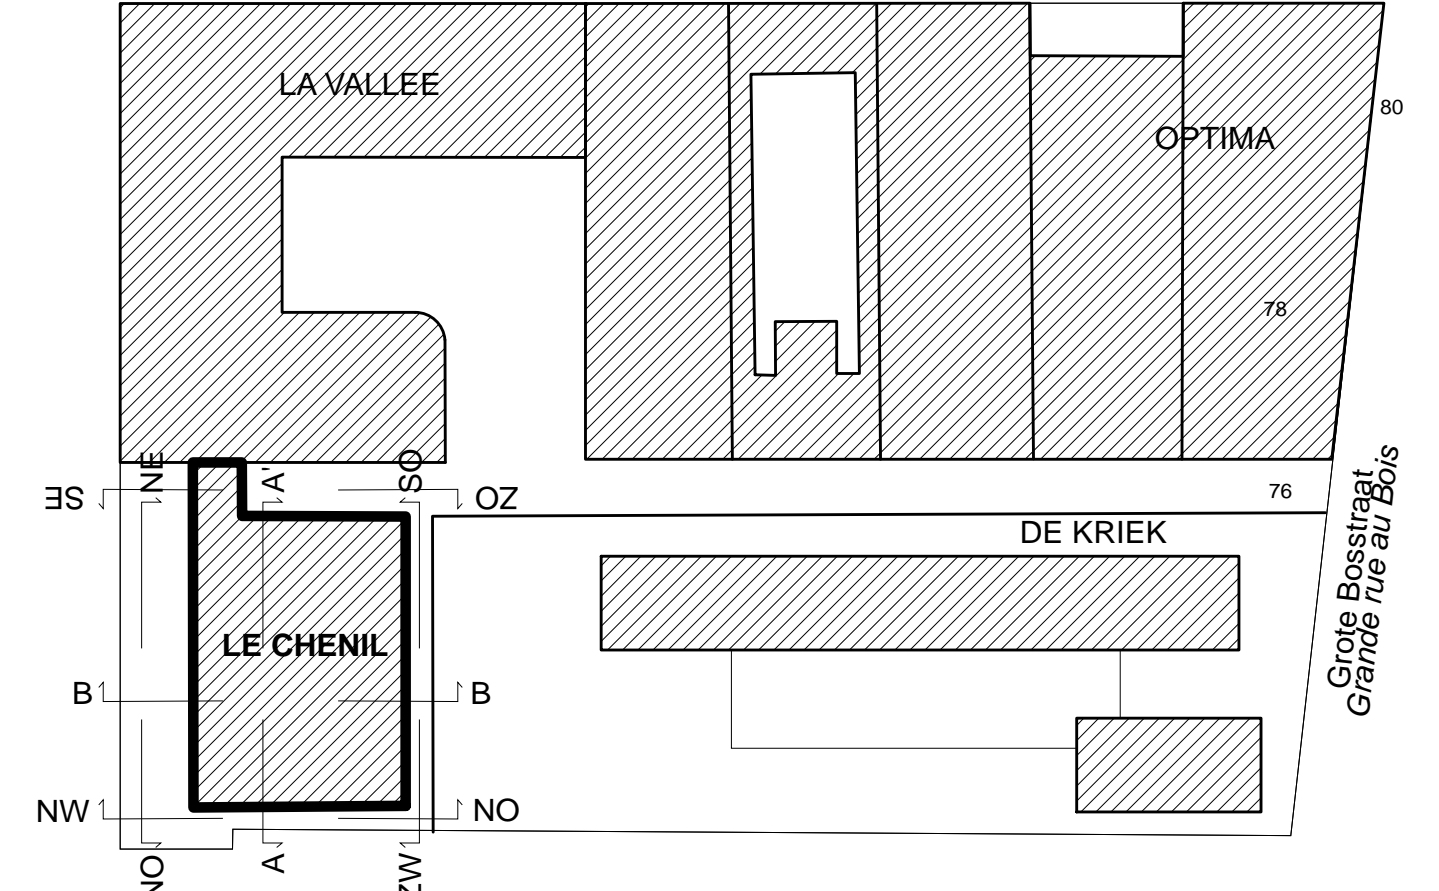 LA VALLEE
80
OPTIMA
78
NE
A'
SO
SE
OZ
76
DE KRIEK
Grote Bosstraat
Grande rue au Bois
LE CHENIL
B
B
NW
NO
NO
A
ZW